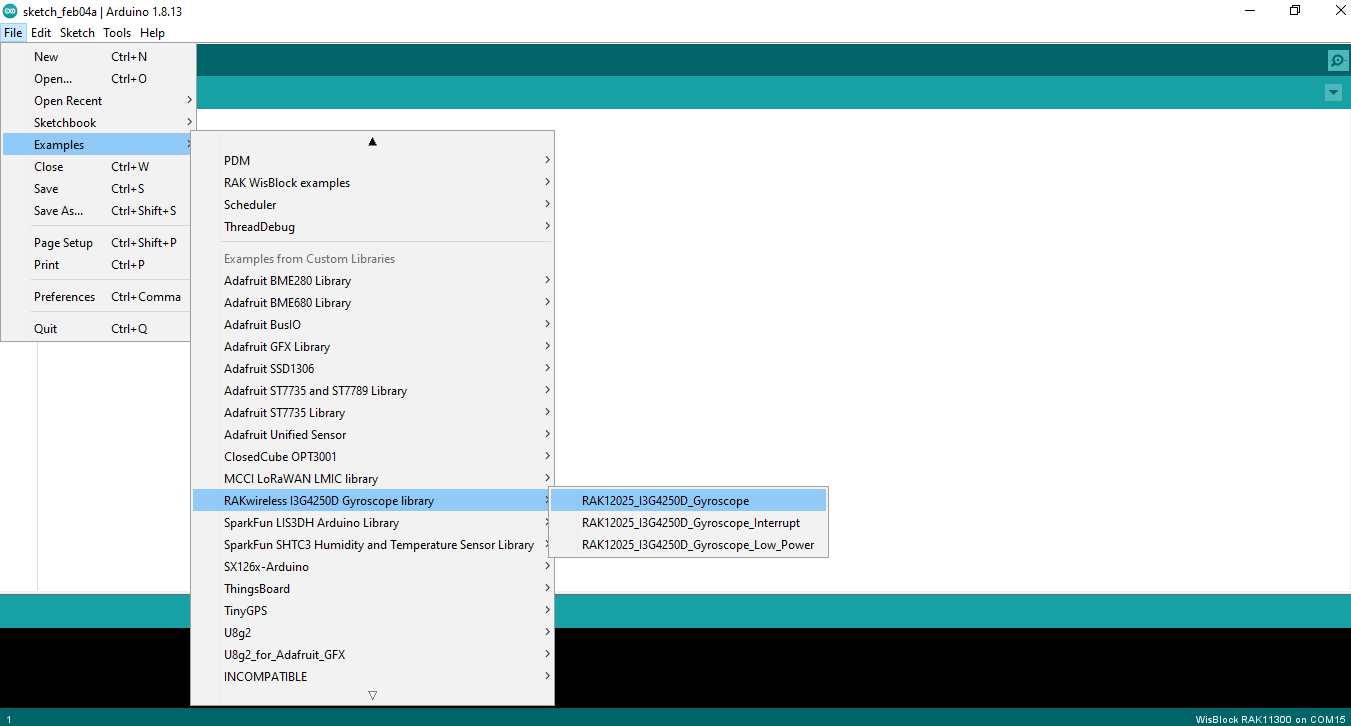 sketch_feb04a | Arduino 1.8.13
File Edit Sketch Tools Help
New Ctrl+N
Open... Ctrl+O
Open Recent
Sketchbook
Examples
Close Ctrl+W
Save Ctrl+S
Save As... Ctrl+Shift+S
Page Setup Ctrl+Shift+P
Print Ctrl+P
Preferences Ctrl+Comma
Quit Ctrl+Q
PDM
RAK WisBlock examples
Scheduler
ThreadDebug
Examples from Custom Libraries
Adafruit BME280 Library
Adafruit BME680 Library
Adafruit BusIO
Adafruit GFX Library
Adafruit SSD1306
Adafruit ST7735 and ST7789 Library
Adafruit ST7735 Library
Adafruit Unified Sensor
ClosedCube OPT3001
MCCI LoRaWAN LMIC library
RAKwireless I3G4250D Gyroscope library
SparkFun LIS3DH Arduino Library
SparkFun SHTC3 Humidity and Temperature Sensor Library
SX126x-Arduino
ThingsBoard
TinyGPS
U8g2
U8g2_for_Adafruit_GFX
INCOMPATIBLE
RAK12025_I3G4250D_Gyroscope
RAK12025_I3G4250D_Gyroscope_Interrupt
RAK12025_I3G4250D_Gyroscope_Low_Power
1
WisBlock RAK11300 on COM15